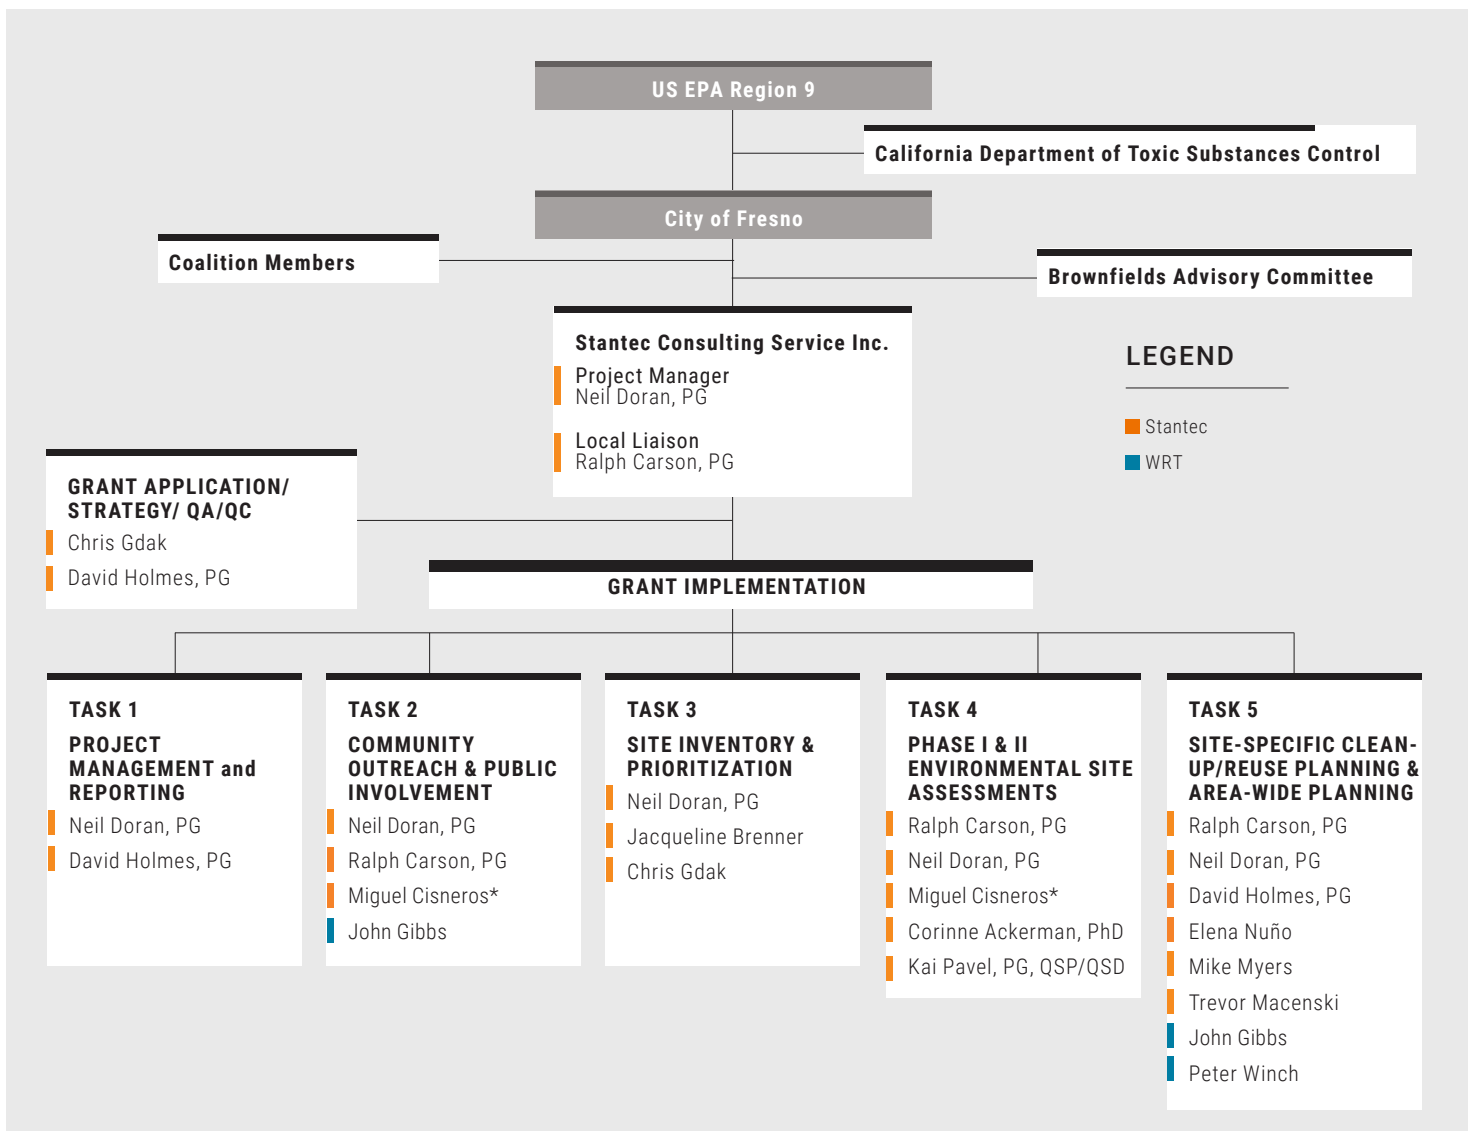 US EPA Region 9
California Department of Toxic Substances Control
City of Fresno
Coalition Members
Brownfields Advisory Committee
Stantec Consulting Service Inc.
Project Manager
Neil Doran, PG
Local Liaison
Ralph Carson, PG
LEGEND
Stantec
WRT
GRANT APPLICATION/
STRATEGY/ QA/QC
Chris Gdak
David Holmes, PG
GRANT IMPLEMENTATION
TASK 1
PROJECT
MANAGEMENT and
REPORTING
Neil Doran, PG
David Holmes, PG
TASK 2
COMMUNITY
OUTREACH & PUBLIC
INVOLVEMENT
Neil Doran, PG
Ralph Carson, PG
Miguel Cisneros*
John Gibbs
TASK 3
SITE INVENTORY &
PRIORITIZATION
Neil Doran, PG
Jacqueline Brenner
Chris Gdak
TASK 4
PHASE I & II
ENVIRONMENTAL SITE
ASSESSMENTS
Ralph Carson, PG
Neil Doran, PG
Miguel Cisneros*
Corinne Ackerman, PhD
Kai Pavel, PG, QSP/QSD
TASK 5
SITE-SPECIFIC CLEAN-
UP/REUSE PLANNING &
AREA-WIDE PLANNING
Ralph Carson, PG
Neil Doran, PG
David Holmes, PG
Elena Nuño
Mike Myers
Trevor Macenski
John Gibbs
Peter Winch